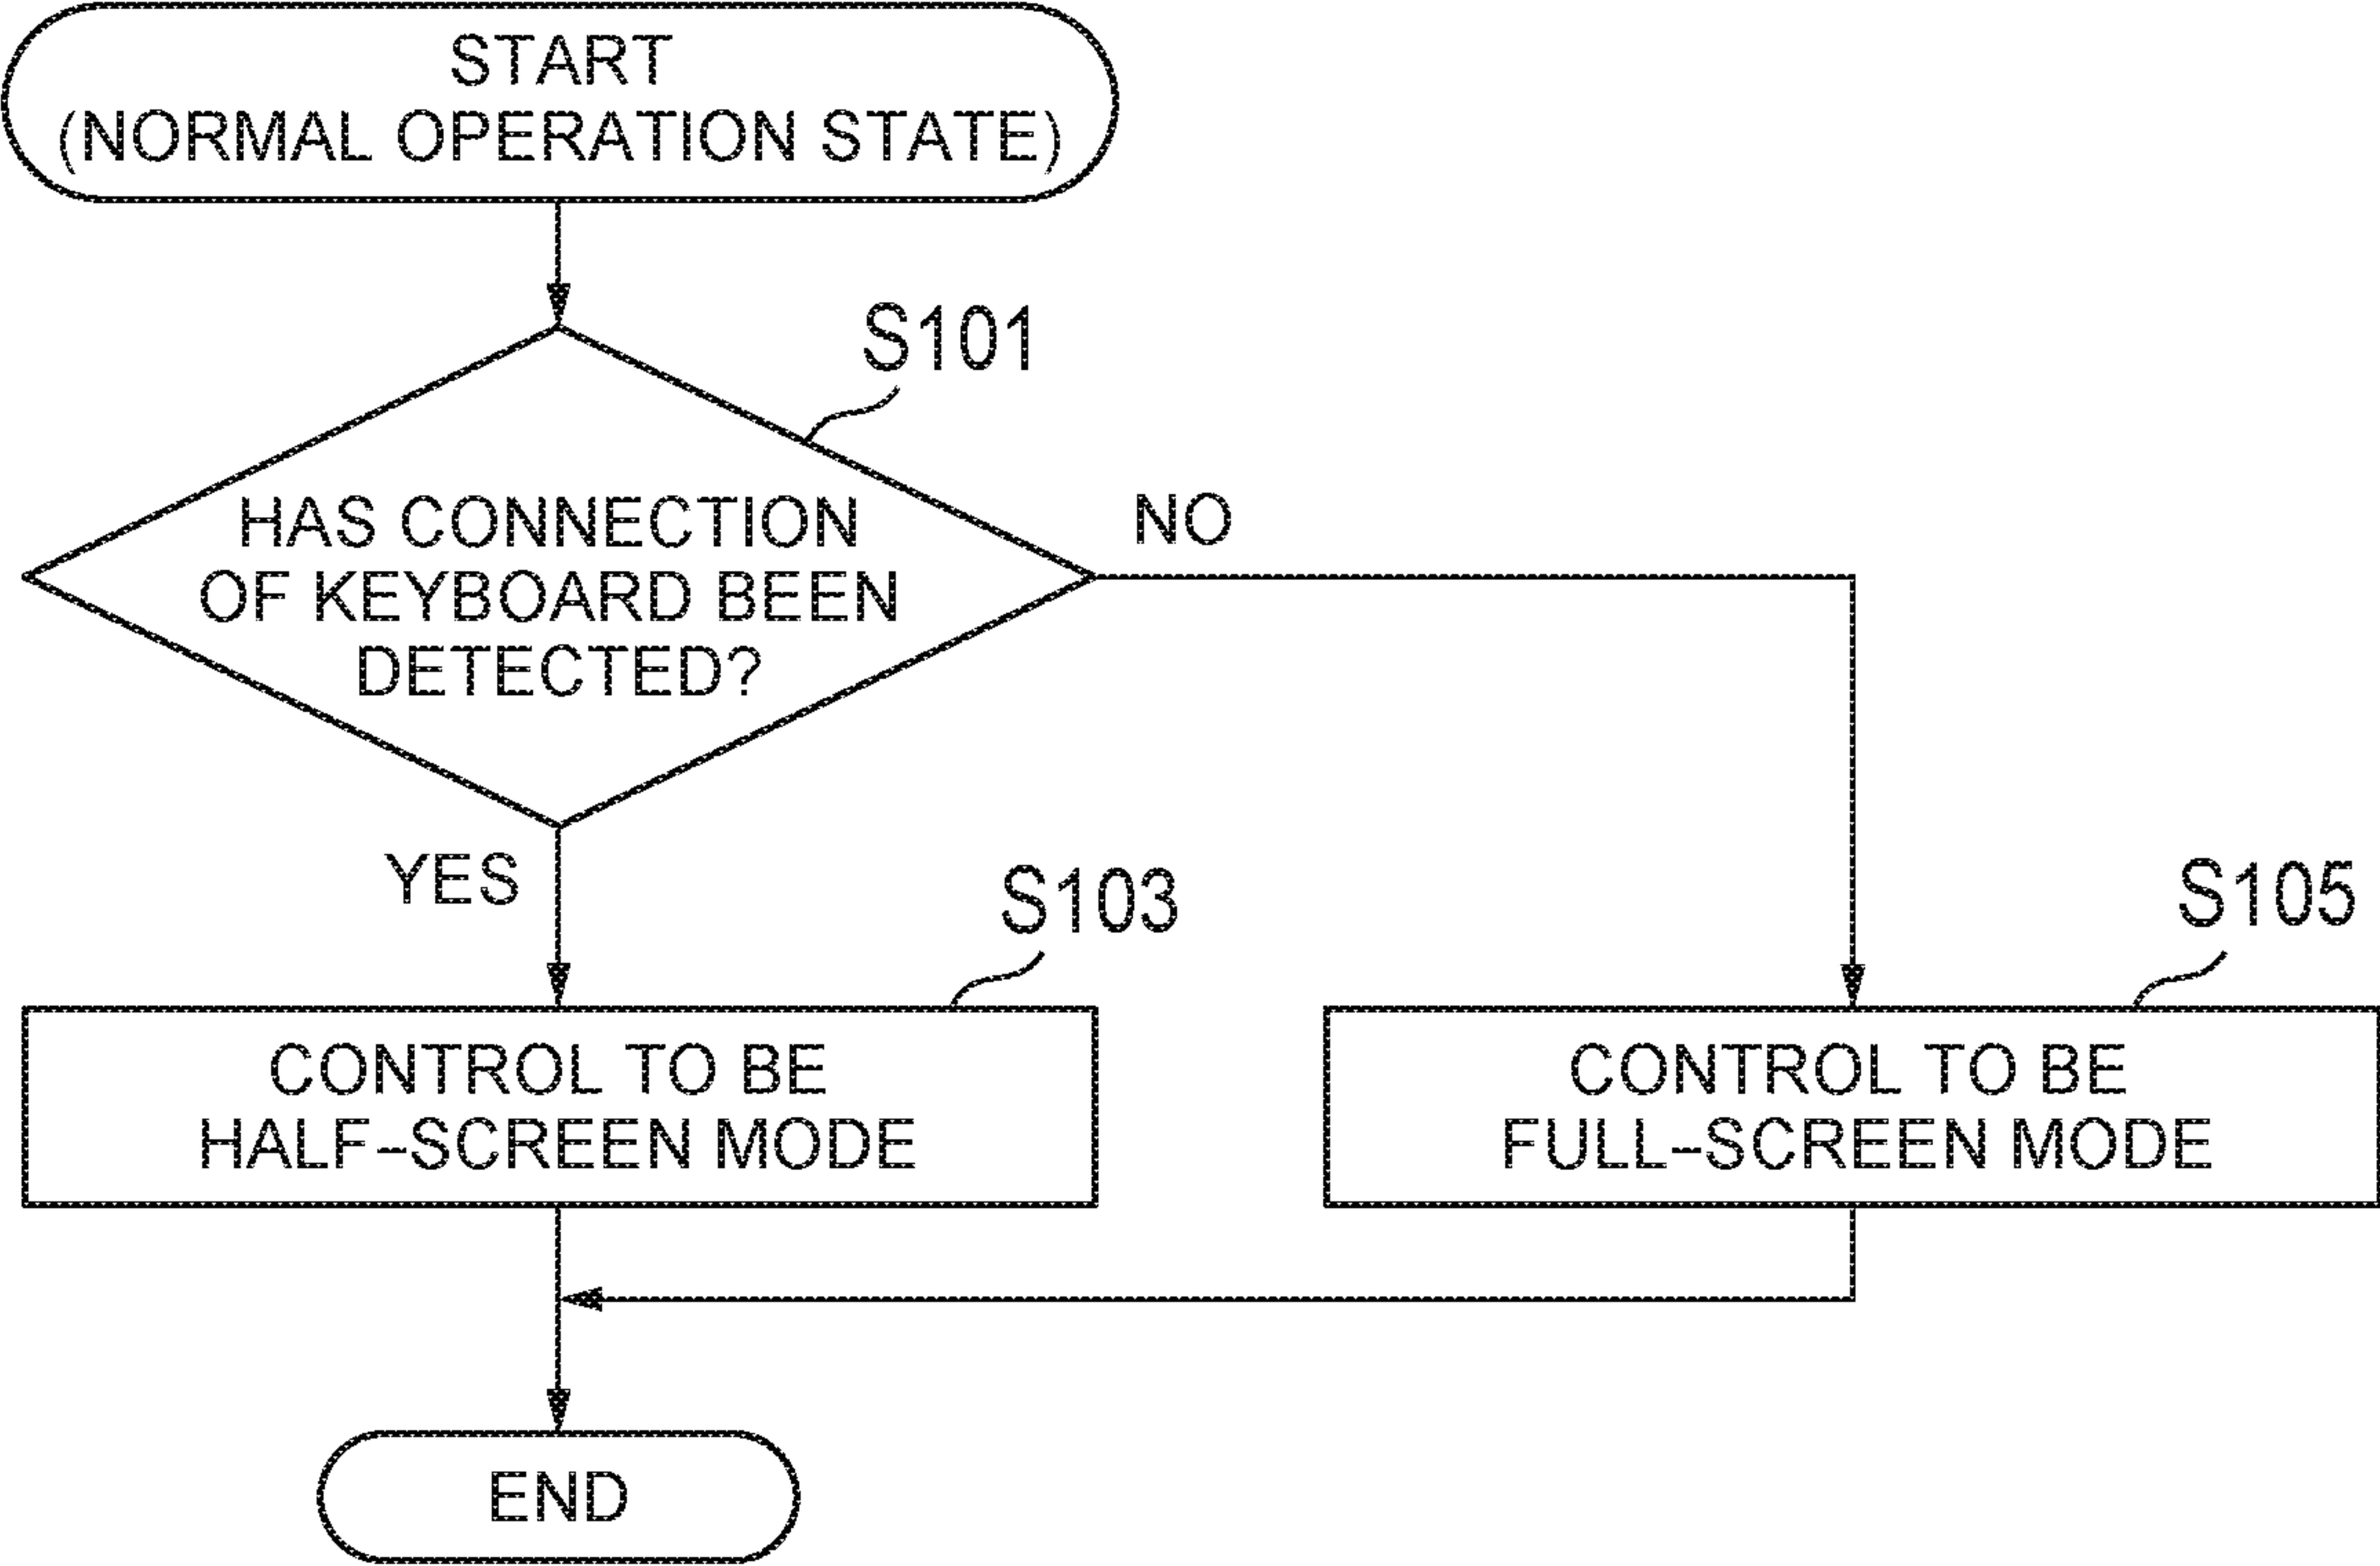 START
(NORMAL OPERATION STATE)
S101
HAS CONNECTION
OF KEYBOARD BEEN
DETECTED?
NO
YES
S103
S105
CONTROL TO BE
HALF-SCREEN MODE
CONTROL TO BE
FULL-SCREEN MODE
END